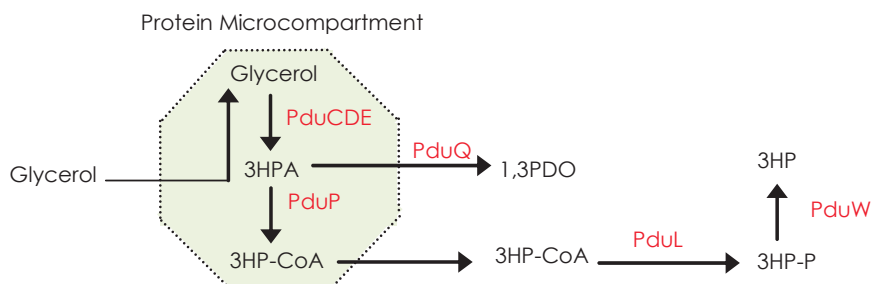 Protein Microcompartment
Glycerol
PduCDE
Glycerol
3HPA
PduQ
1,3PDO
3HP
PduP
PduW
3HP-CoA
3HP-CoA
PduL
3HP-P